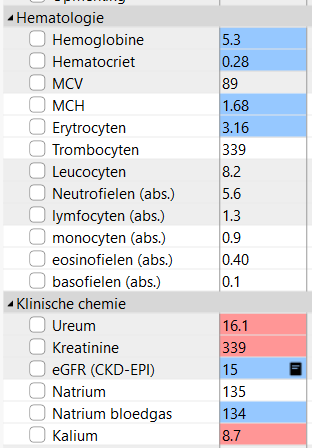 Hematologie
Hemoglobine 5.3
Hematocriet 0.28
MCV 89
MCH 1.68
Erytrocyten 3.16
Trombocyten 339
Leucocyten 8.2
Neutrofielen (abs.) 5.6
lymfocyten (abs.) 1.3
monocyten (abs.) 0.9
eosinofielen (abs.) 0.40
basofielen (abs.) 0.1
Klinische chemie
Ureum 16.1
Kreatinine 339
eGFR (CKD-EPI) 15
Natrium 135
Natrium bloedgas 134
Kalium 8.7